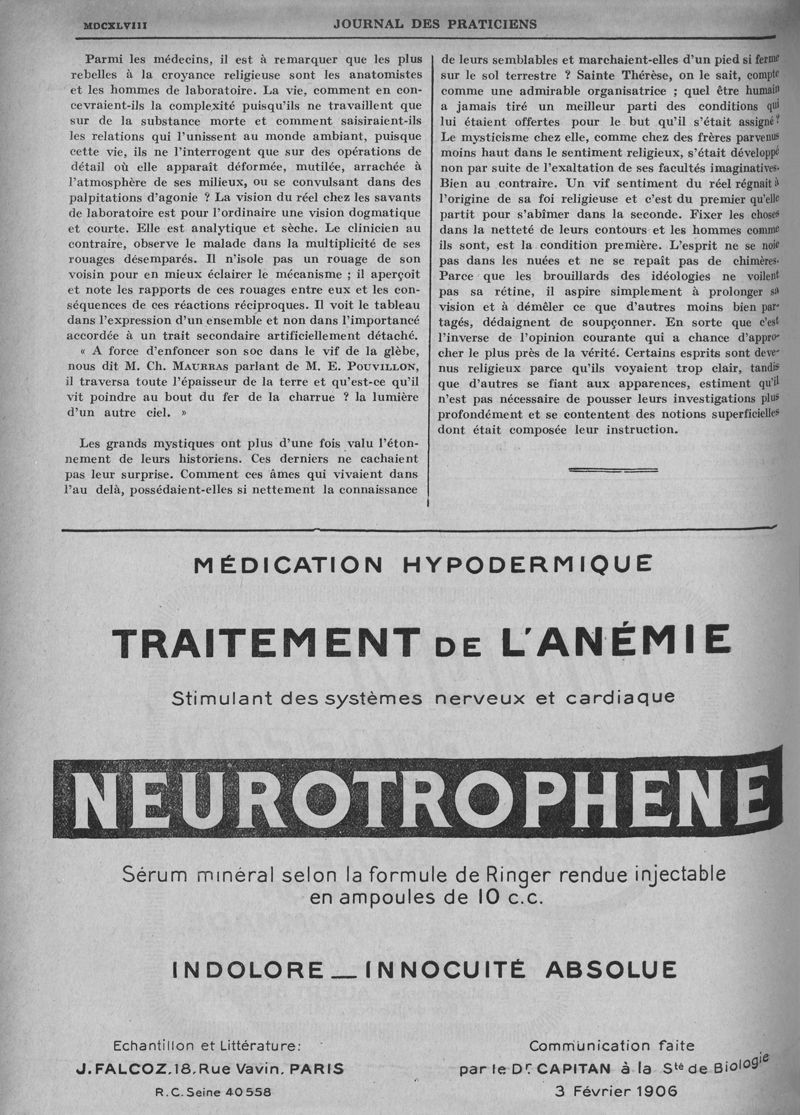 MDCXLVIII
JOURNAL DES PRATICIENS
Parmi les médecins, il est à remarquer que les plus
rebelles à la croyance religieuse sont les anatomistes
et les hommes de laboratoire. La vie, comment en con-
cevraient-ils la complexité puisqu'ils ne travaillent que
sur de la substance morte et comment saisiraient-ils
les relations qui l'unissent au monde ambiant, puisque
cette vie, ils ne l'interrogent que sur des opérations de
détail où elle apparaît déformée, mutilée, arrachée à
l'atmosphère de ses milieux, ou se convulsant dans des
palpitations d'agonie ? La vision du réel chez les savants
de laboratoire est pour l'ordinaire une vision dogmatique
et courte. Elle est analytique et sèche. Le clinicien au
contraire, observe le malade dans la multiplicité de ses
rouages désemparés. Il n'isole pas un rouage de son
voisin pour en mieux éclairer le mécanisme ; il aperçoit
et note les rapports de ces rouages entre eux et les con-
séquences de ces réactions réciproques. Il voit le tableau
dans l'expression d'un ensemble et non dans l'importancé
accordée à un trait secondaire artificiellement détaché.
« A force d'enfoncer son soc dans le vif de la glèbe,
nous dit M. Ch. MAURRAS parlant de M. E. POUVILLON,
il traversa toute l'épaisseur de la terre et qu'est-ce qu'il
vit poindre au bout du fer de la charrue ? la lumière
d'un autre ciel. »
Les grands mystiques ont plus d'une fois valu l'éton-
nement de leurs historiens. Ces derniers ne cachaient
pas leur surprise. Comment ces âmes qui vivaient dans
l'au delà, possédaient-elles si nettement la connaissance
de leurs semblables et marchaient-elles d'un pied si ferme
sur le sol terrestre ? Sainte Thérèse, on le sait, compte
comme une admirable organisatrice ; quel être humain
a jamais tiré un meilleur parti des conditions qui
lui étaient offertes pour le but qu'il s'était assigné ?
Le mysticisme chez elle, comme chez des frères parvenus
moins haut dans le sentiment religieux, s'était développé
non par suite de l'exaltation de ses facultés imaginatives.
Bien au contraire. Un vif sentiment du réel régnait à
l'origine de sa foi religieuse et c'est du premier qu'elle
partit pour s'abîmer dans la seconde. Fixer les choses
dans la netteté de leurs contours et les hommes comme
ils sont, est la condition première. L'esprit ne se noie
pas dans les nuées et ne se repaît pas de chimères.
Parce que les brouillards des idéologies ne voilent
pas sa rétine, il aspire simplement à prolonger sa
vision et à démêler ce que d'autres moins bien par-
tagés, dédaignent de soupçonner. En sorte que c'est
l'inverse de l'opinion courante qui a chance d'appro-
cher le plus près de la vérité. Certains esprits sont deve-
nus religieux parce qu'ils voyaient trop clair, tandis
que d'autres se fiant aux apparences, estiment qu'il
n'est pas nécessaire de pousser leurs investigations plus
profondément et se contentent des notions superficielles
dont était composée leur instruction.
MÉDICATION HYPODERMIQUE
TRAITEMENT DE L'ANÉMIE
Stimulant des systèmes nerveux et cardiaque
NEUROTROPHENE
Sérum minéral selon la formule de Ringer rendue injectable
en ampoules de 10 c.c.
INDOLORE — INNOCUITÉ ABSOLUE
Echantillon et Littérature:
J. FALCOZ, 18, Rue Vavin, PARIS
R.C. Seine 40558
Communication faite
par le Dr CAPITAN à la Sté de Biologie
3 Février 1906